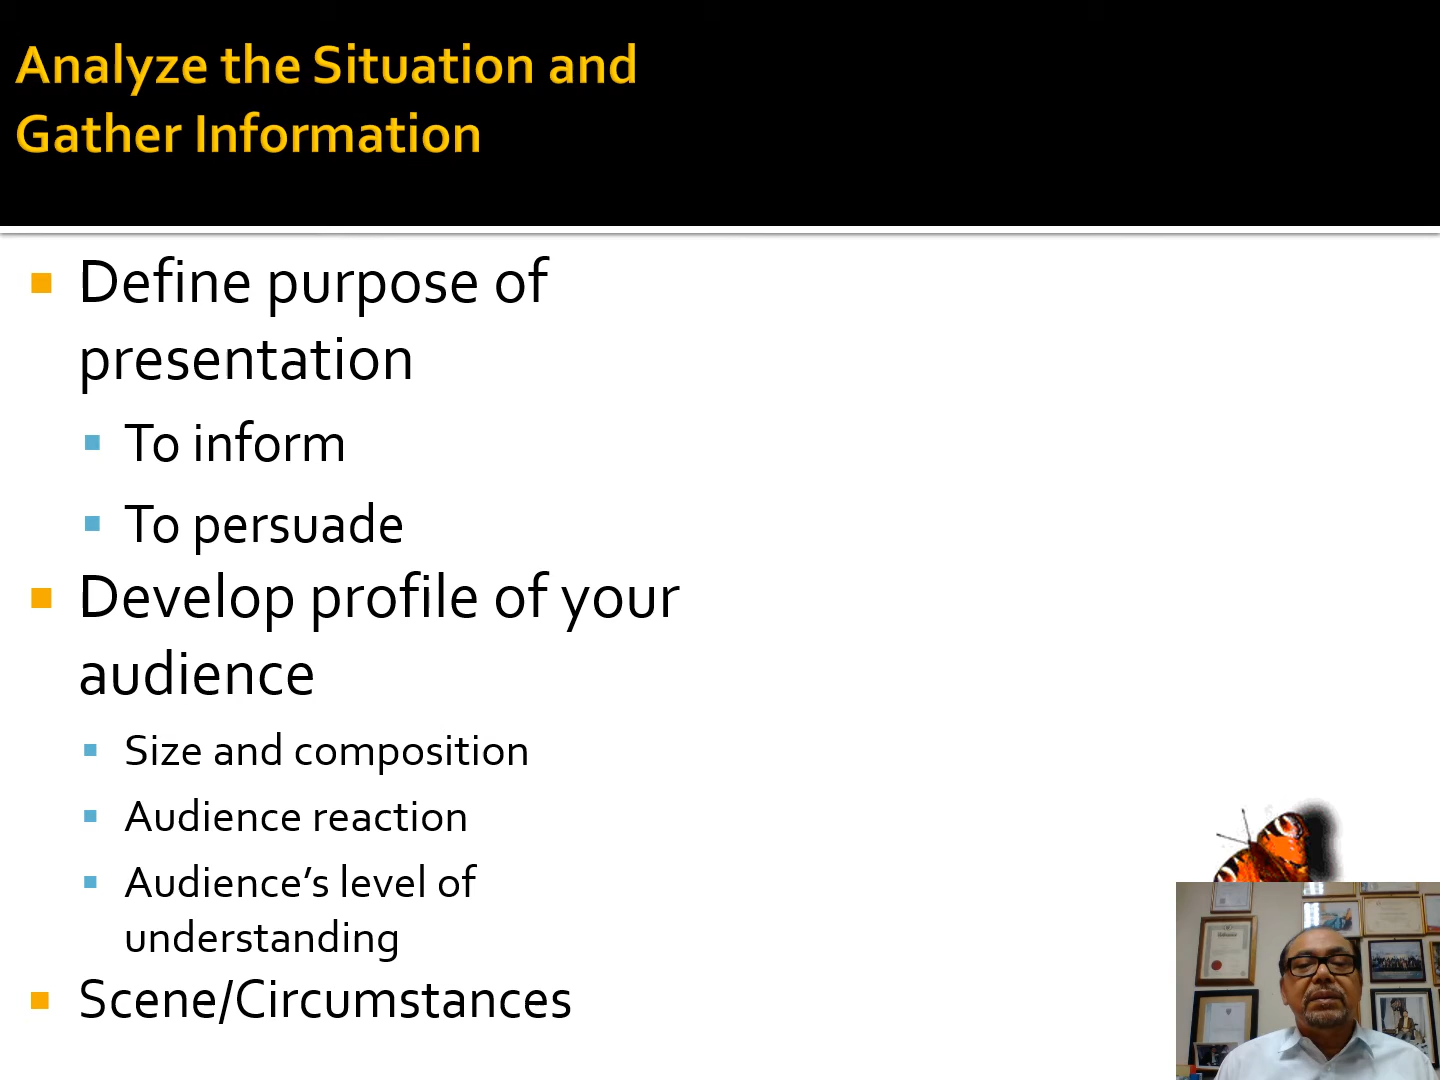 Analyze the Situation and
Gather Information
Define purpose of
presentation
To inform
To persuade
Develop profile of your
audience
Size and composition
Audience reaction
Audience’s level of
understanding
Scene/Circumstances